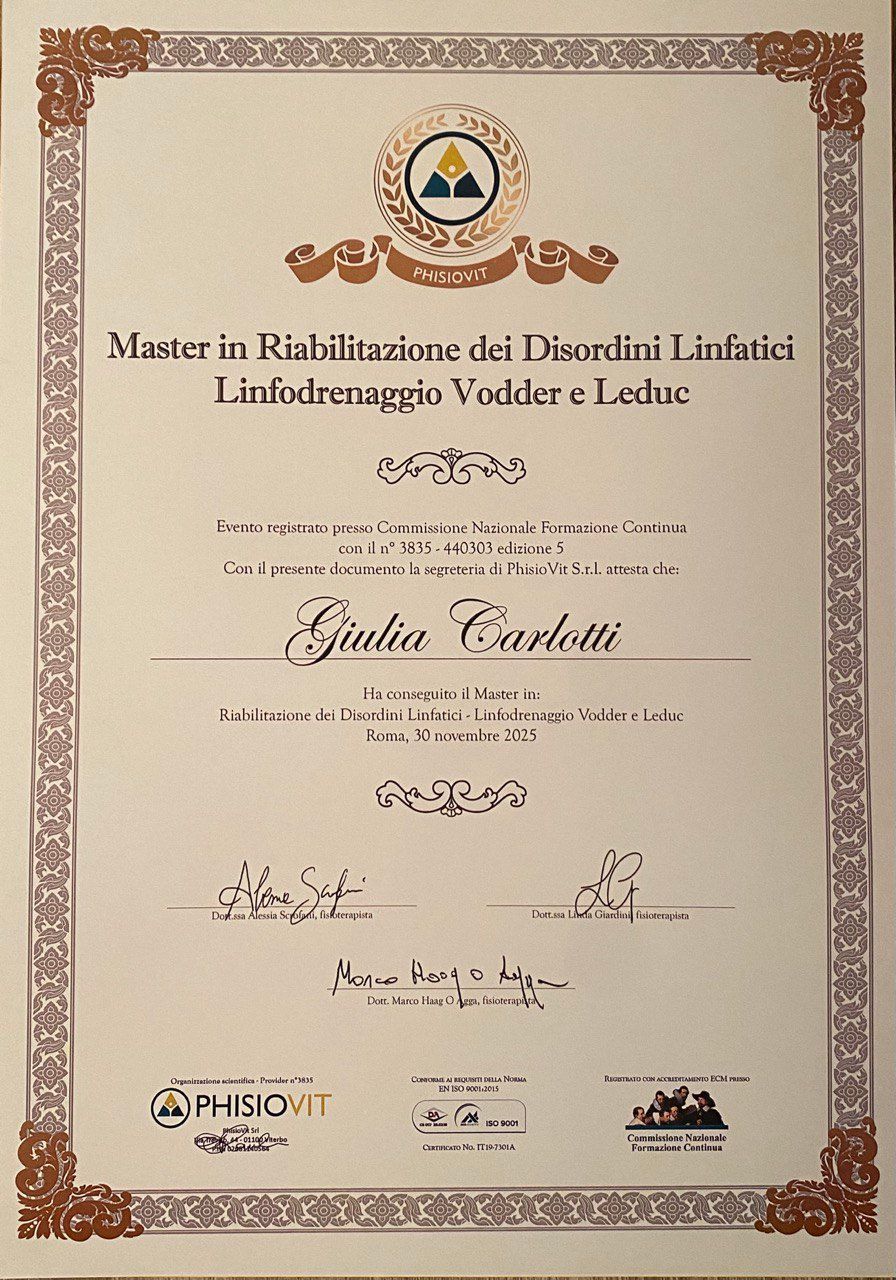 PHISIOVIT
Master in Riabilitazione dei Disordini Linfatici
Linfodrenaggio Vodder e Leduc
Evento registrato presso Commissione Nazionale Formazione Continua
con il n° 3835 - 440303 edizione 5
Con il presente documento la segreteria di PhisioVit S.r.l. attesta che:
Giulia Carlotti
Ha conseguito il Master in:
Riabilitazione dei Disordini Linfatici - Linfodrenaggio Vodder e Leduc
Roma, 30 novembre 2025
Dott.ssa Alessia Scrofani, fisioterapista
Dott.ssa Linda Giardini, fisioterapista
Marco Haag O Agga
Dott. Marco Haag O Agga, fisioterapista
Organizzazione scientifica - Provider n°3835
PHISIOVIT
PhisioVit Srl
44 - 01100 Viterbo
Conforme ai requisiti della Norma
EN ISO 9001:2015
ISO 9001
Certificato No. IT19-7301A
Registrato con accreditamento ECM presso
Commissione Nazionale
Formazione Continua